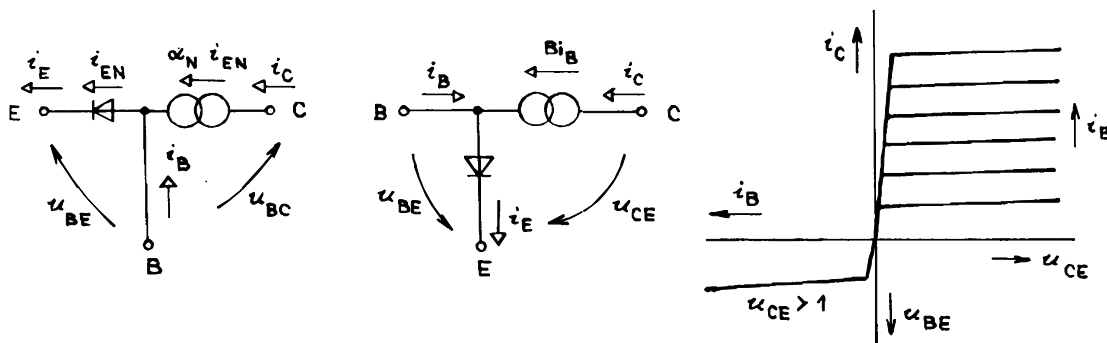 i_E
i_EN
α_N i_EN
i_C
E
C
u_BE
i_B
u_BC
B
i_B
B i_B
i_C
B
C
u_BE
i_E
u_CE
E
i_C
i_B
i_B
u_CE
u_CE > 1
u_BE